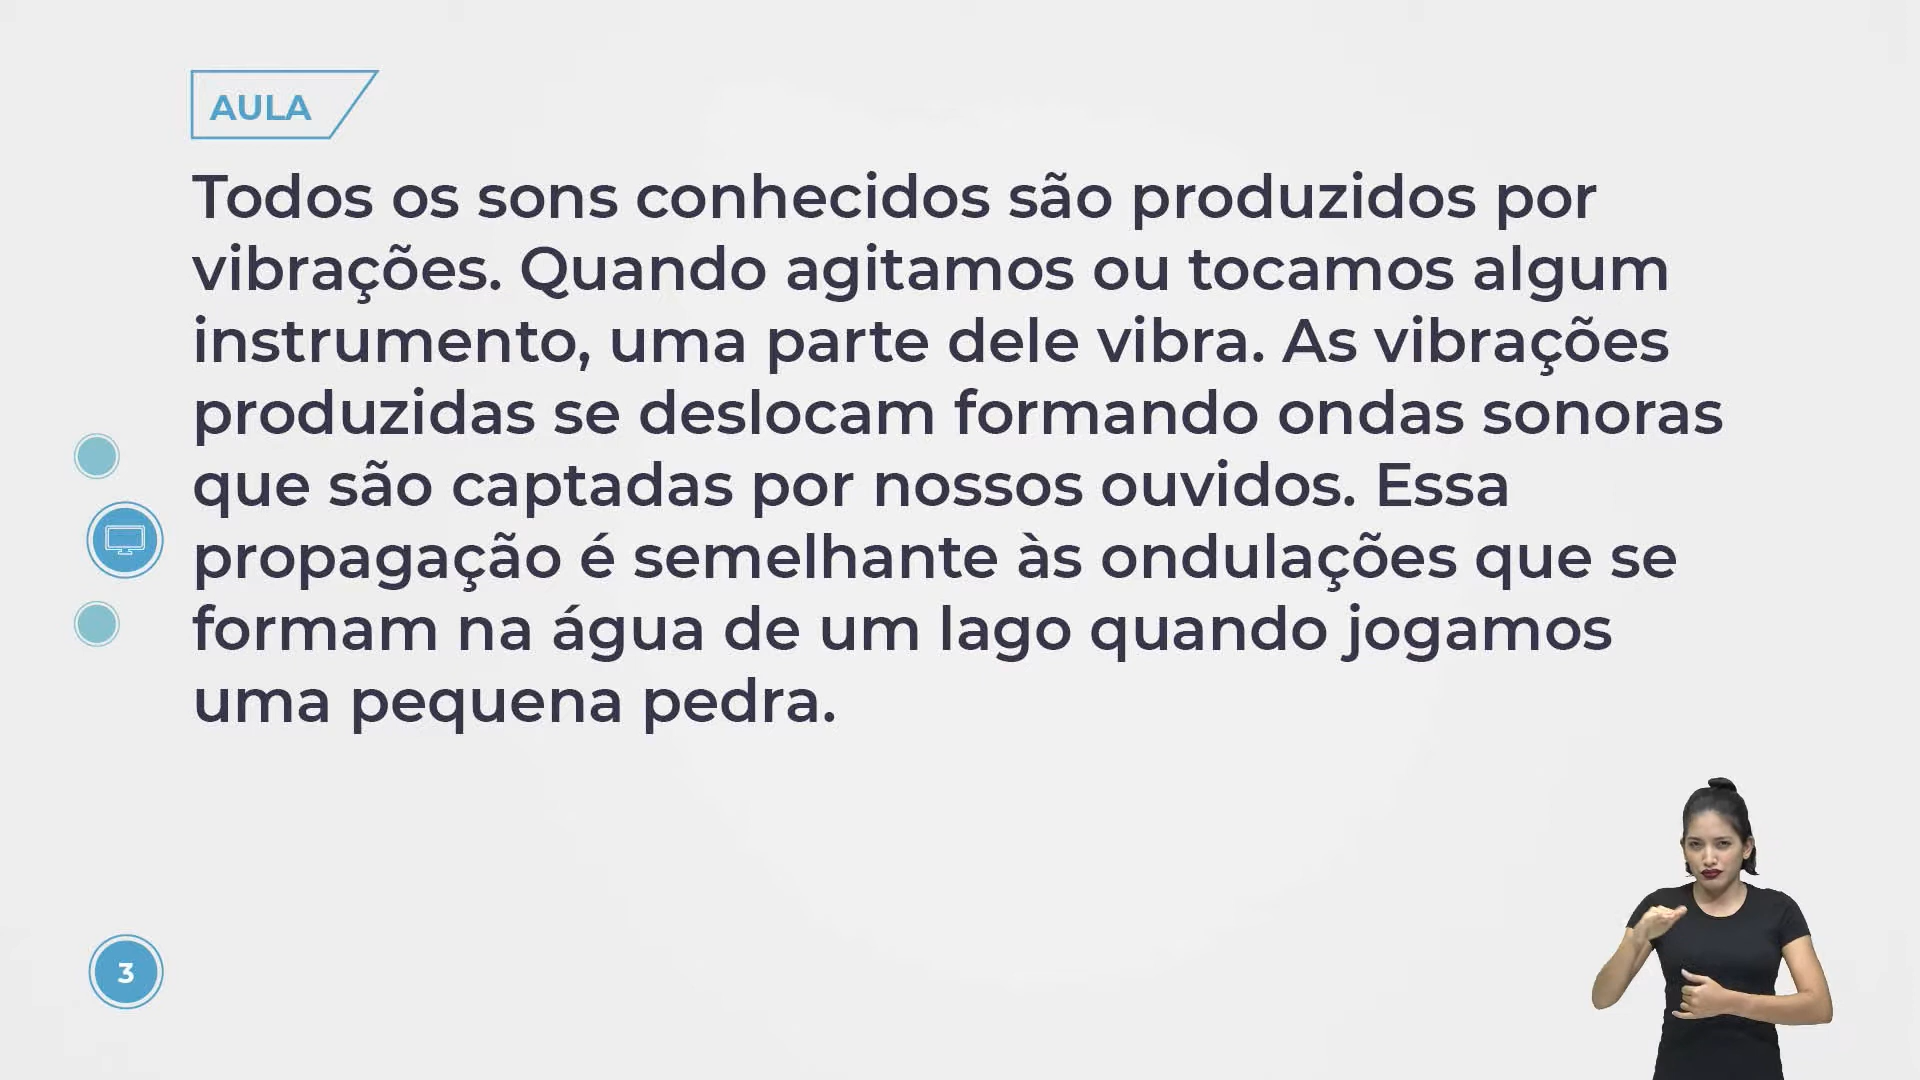 AULA
Todos os sons conhecidos são produzidos por
vibrações. Quando agitamos ou tocamos algum
instrumento, uma parte dele vibra. As vibrações
produzidas se deslocam formando ondas sonoras
que são captadas por nossos ouvidos. Essa
propagação é semelhante às ondulações que se
formam na água de um lago quando jogamos
uma pequena pedra.
3